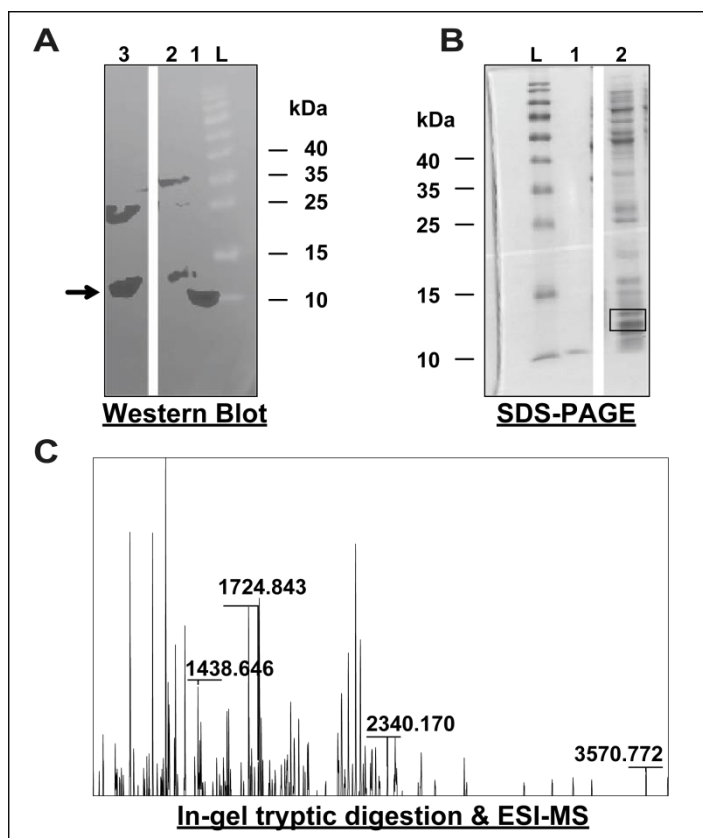 A
3 2 1 L
kDa
40
35
25
15
10
Western Blot
B
L 1 2
kDa
40
35
25
15
10
SDS-PAGE
C
1724.843
1438.646
2340.170
3570.772
In-gel tryptic digestion & ESI-MS